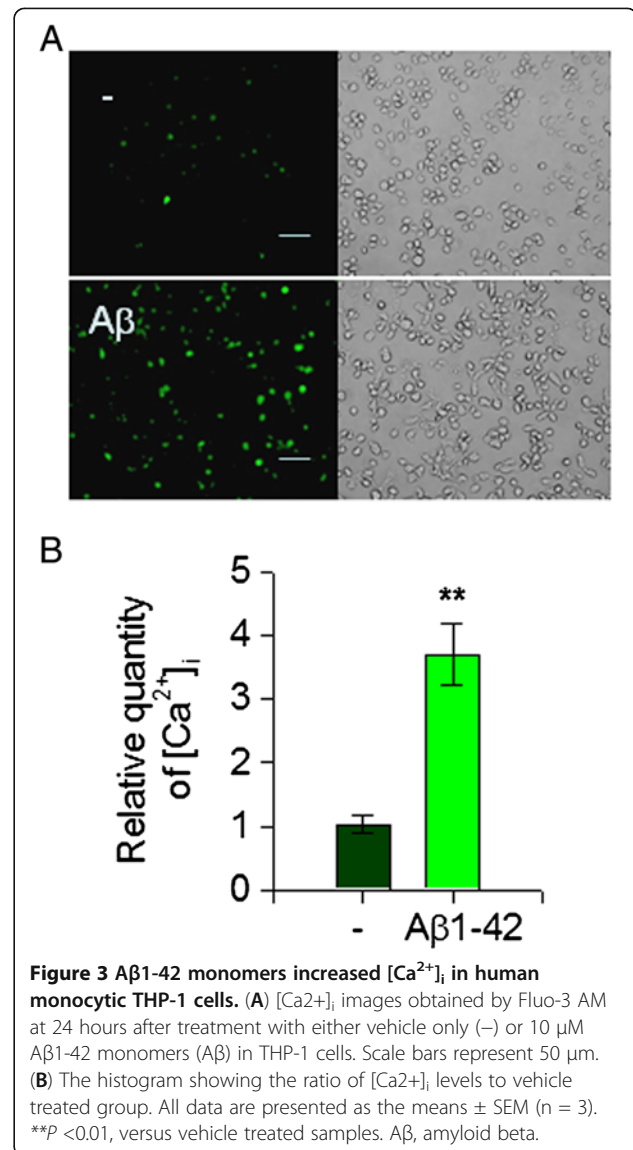 A
-
Aβ
B
Relative quantity
of [Ca²⁺]ᵢ
5
4
3
2
1
0
**
-
Aβ1-42
Figure 3 Aβ1-42 monomers increased [Ca²⁺]ᵢ in human
monocytic THP-1 cells. (A) [Ca2+]ᵢ images obtained by Fluo-3 AM
at 24 hours after treatment with either vehicle only (−) or 10 μM
Aβ1-42 monomers (Aβ) in THP-1 cells. Scale bars represent 50 μm.
(B) The histogram showing the ratio of [Ca2+]ᵢ levels to vehicle
treated group. All data are presented as the means ± SEM (n = 3).
**P <0.01, versus vehicle treated samples. Aβ, amyloid beta.